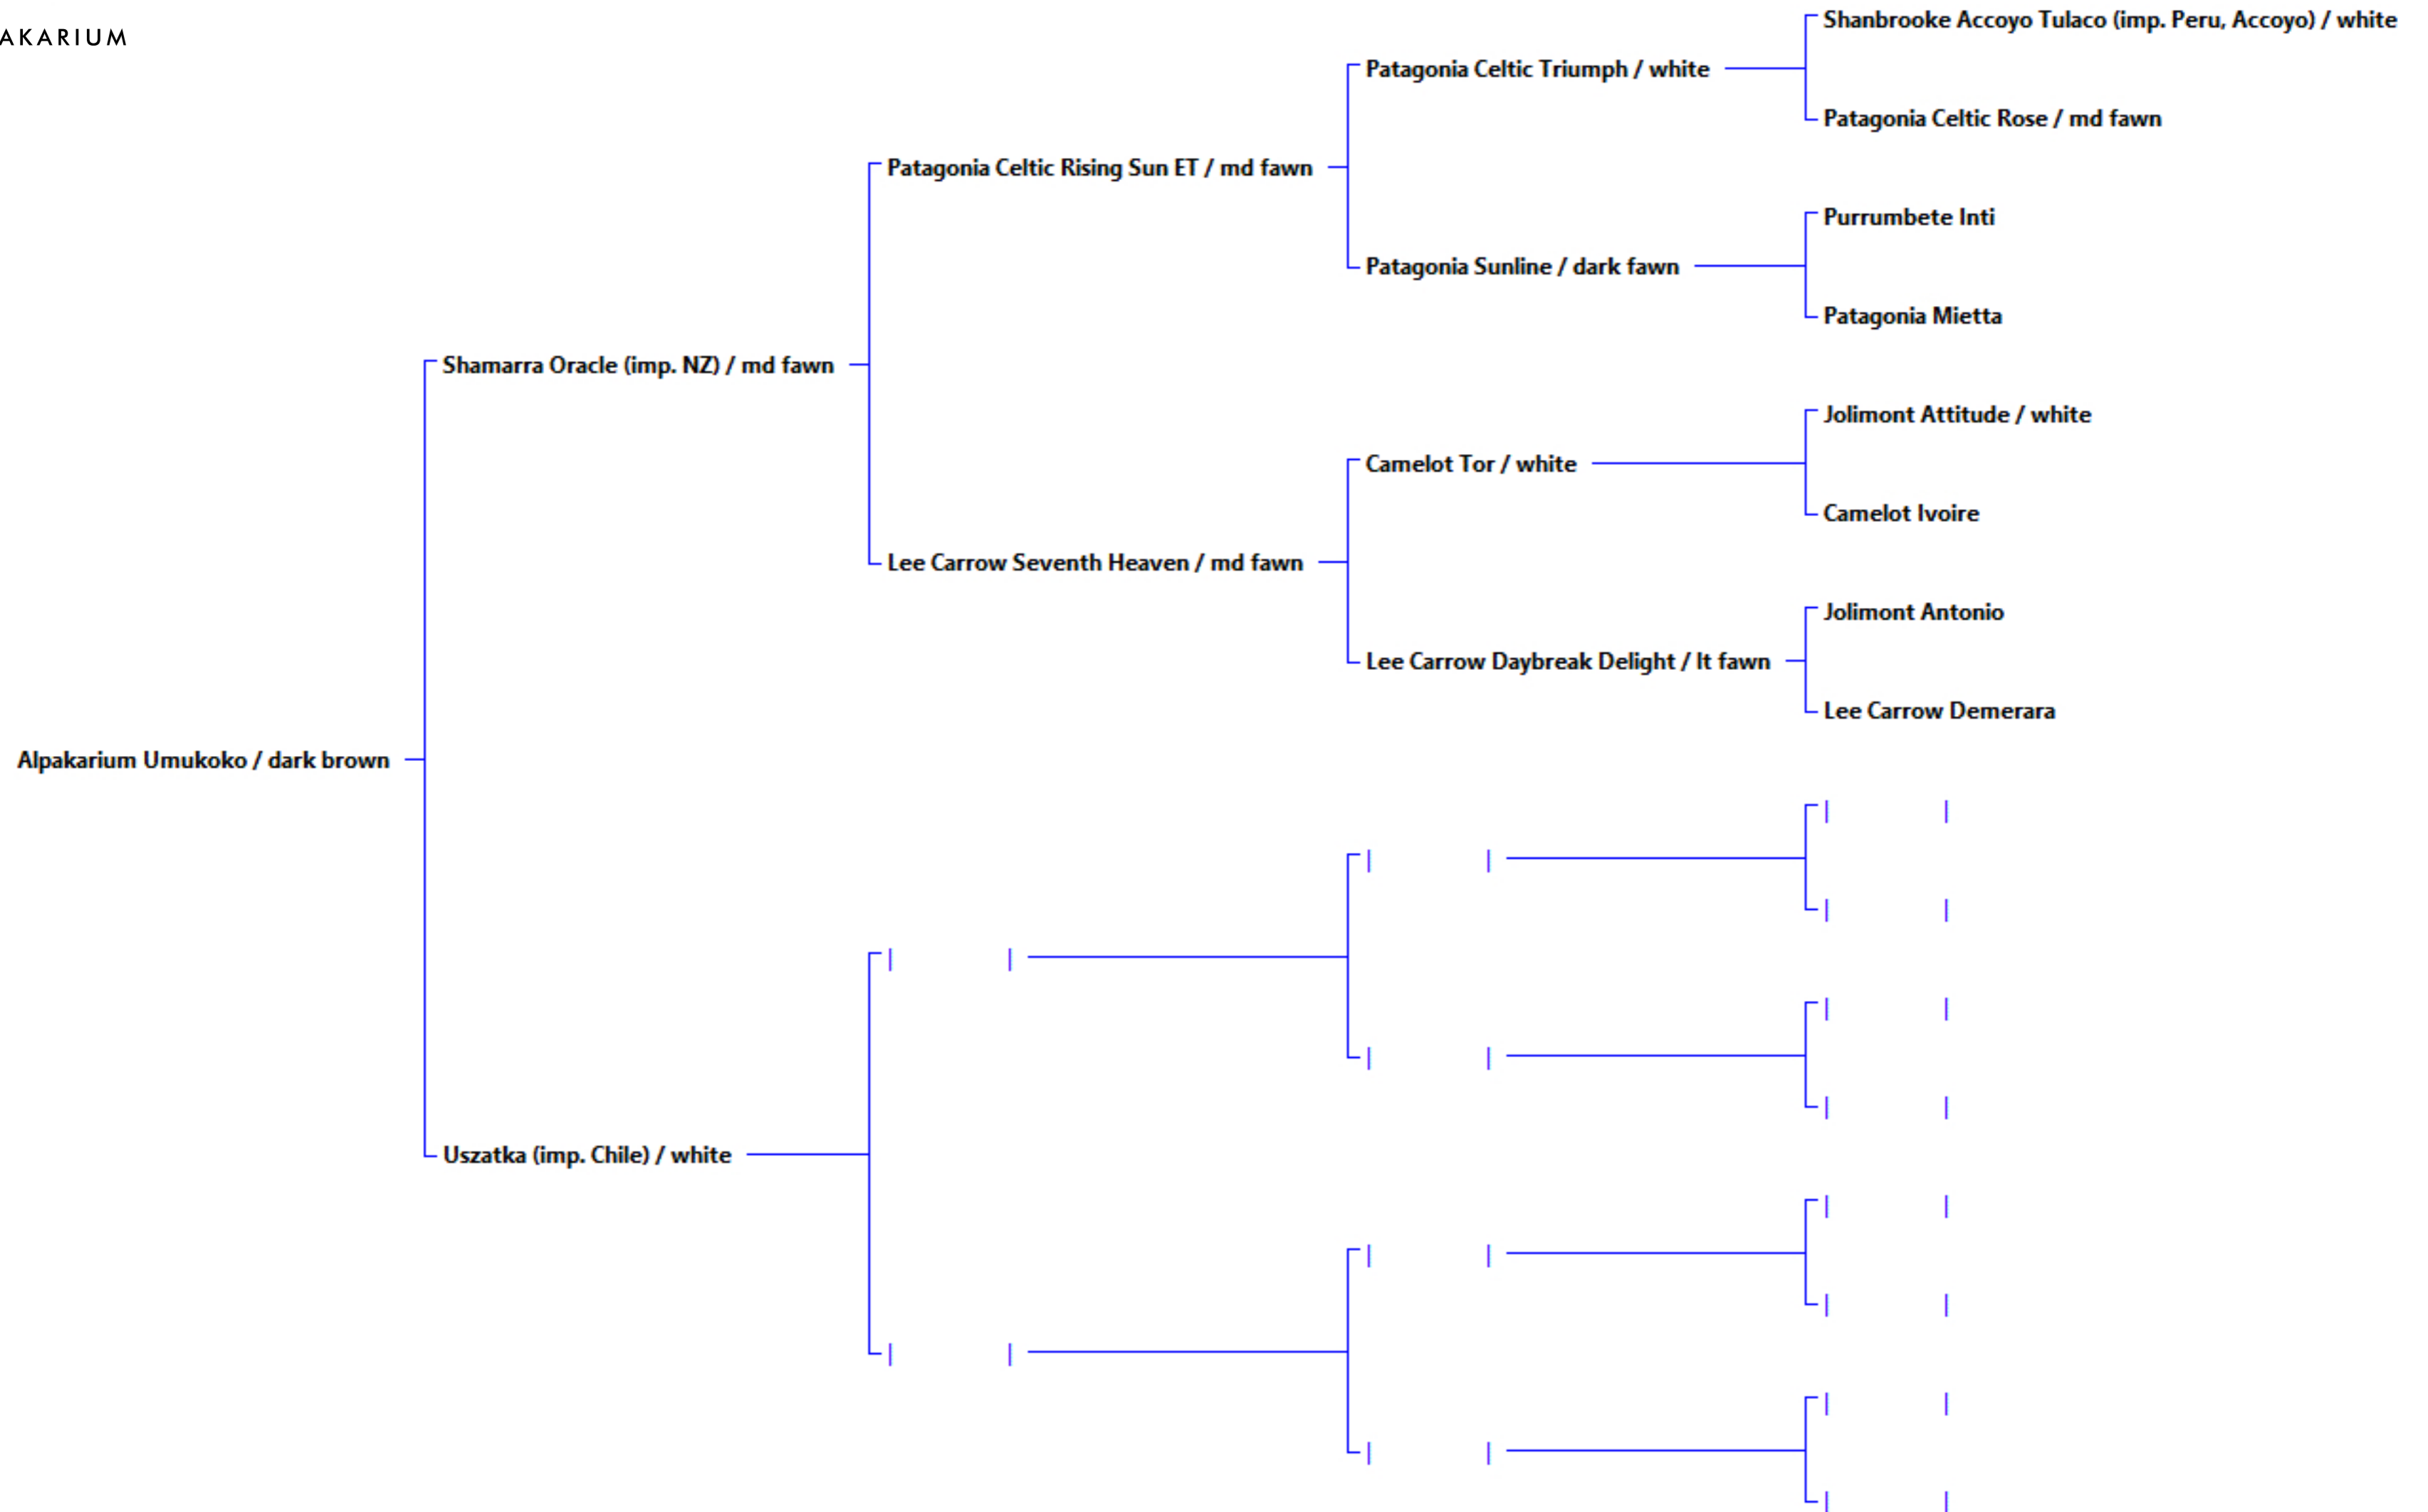 AKARIUM
Shanbrooke Accoyo Tulaco (imp. Peru, Accoyo) / white
Patagonia Celtic Triumph / white
Patagonia Celtic Rose / md fawn
Patagonia Celtic Rising Sun ET / md fawn
Purrumbete Inti
Patagonia Sunline / dark fawn
Patagonia Mietta
Shamarra Oracle (imp. NZ) / md fawn
Jolimont Attitude / white
Camelot Tor / white
Camelot Ivoire
Lee Carrow Seventh Heaven / md fawn
Jolimont Antonio
Lee Carrow Daybreak Delight / lt fawn
Lee Carrow Demerara
Alpakarium Umukoko / dark brown
Uszatka (imp. Chile) / white